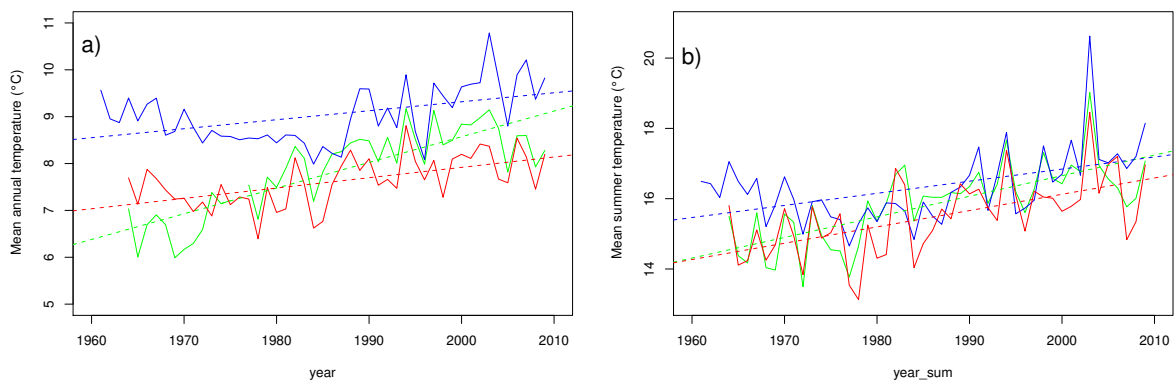 a)
Mean annual temperature (°C)
11
10
9
8
7
6
5
1960 1970 1980 1990 2000 2010
year
b)
Mean summer temperature (°C)
20
18
16
14
1960 1970 1980 1990 2000 2010
year_sum